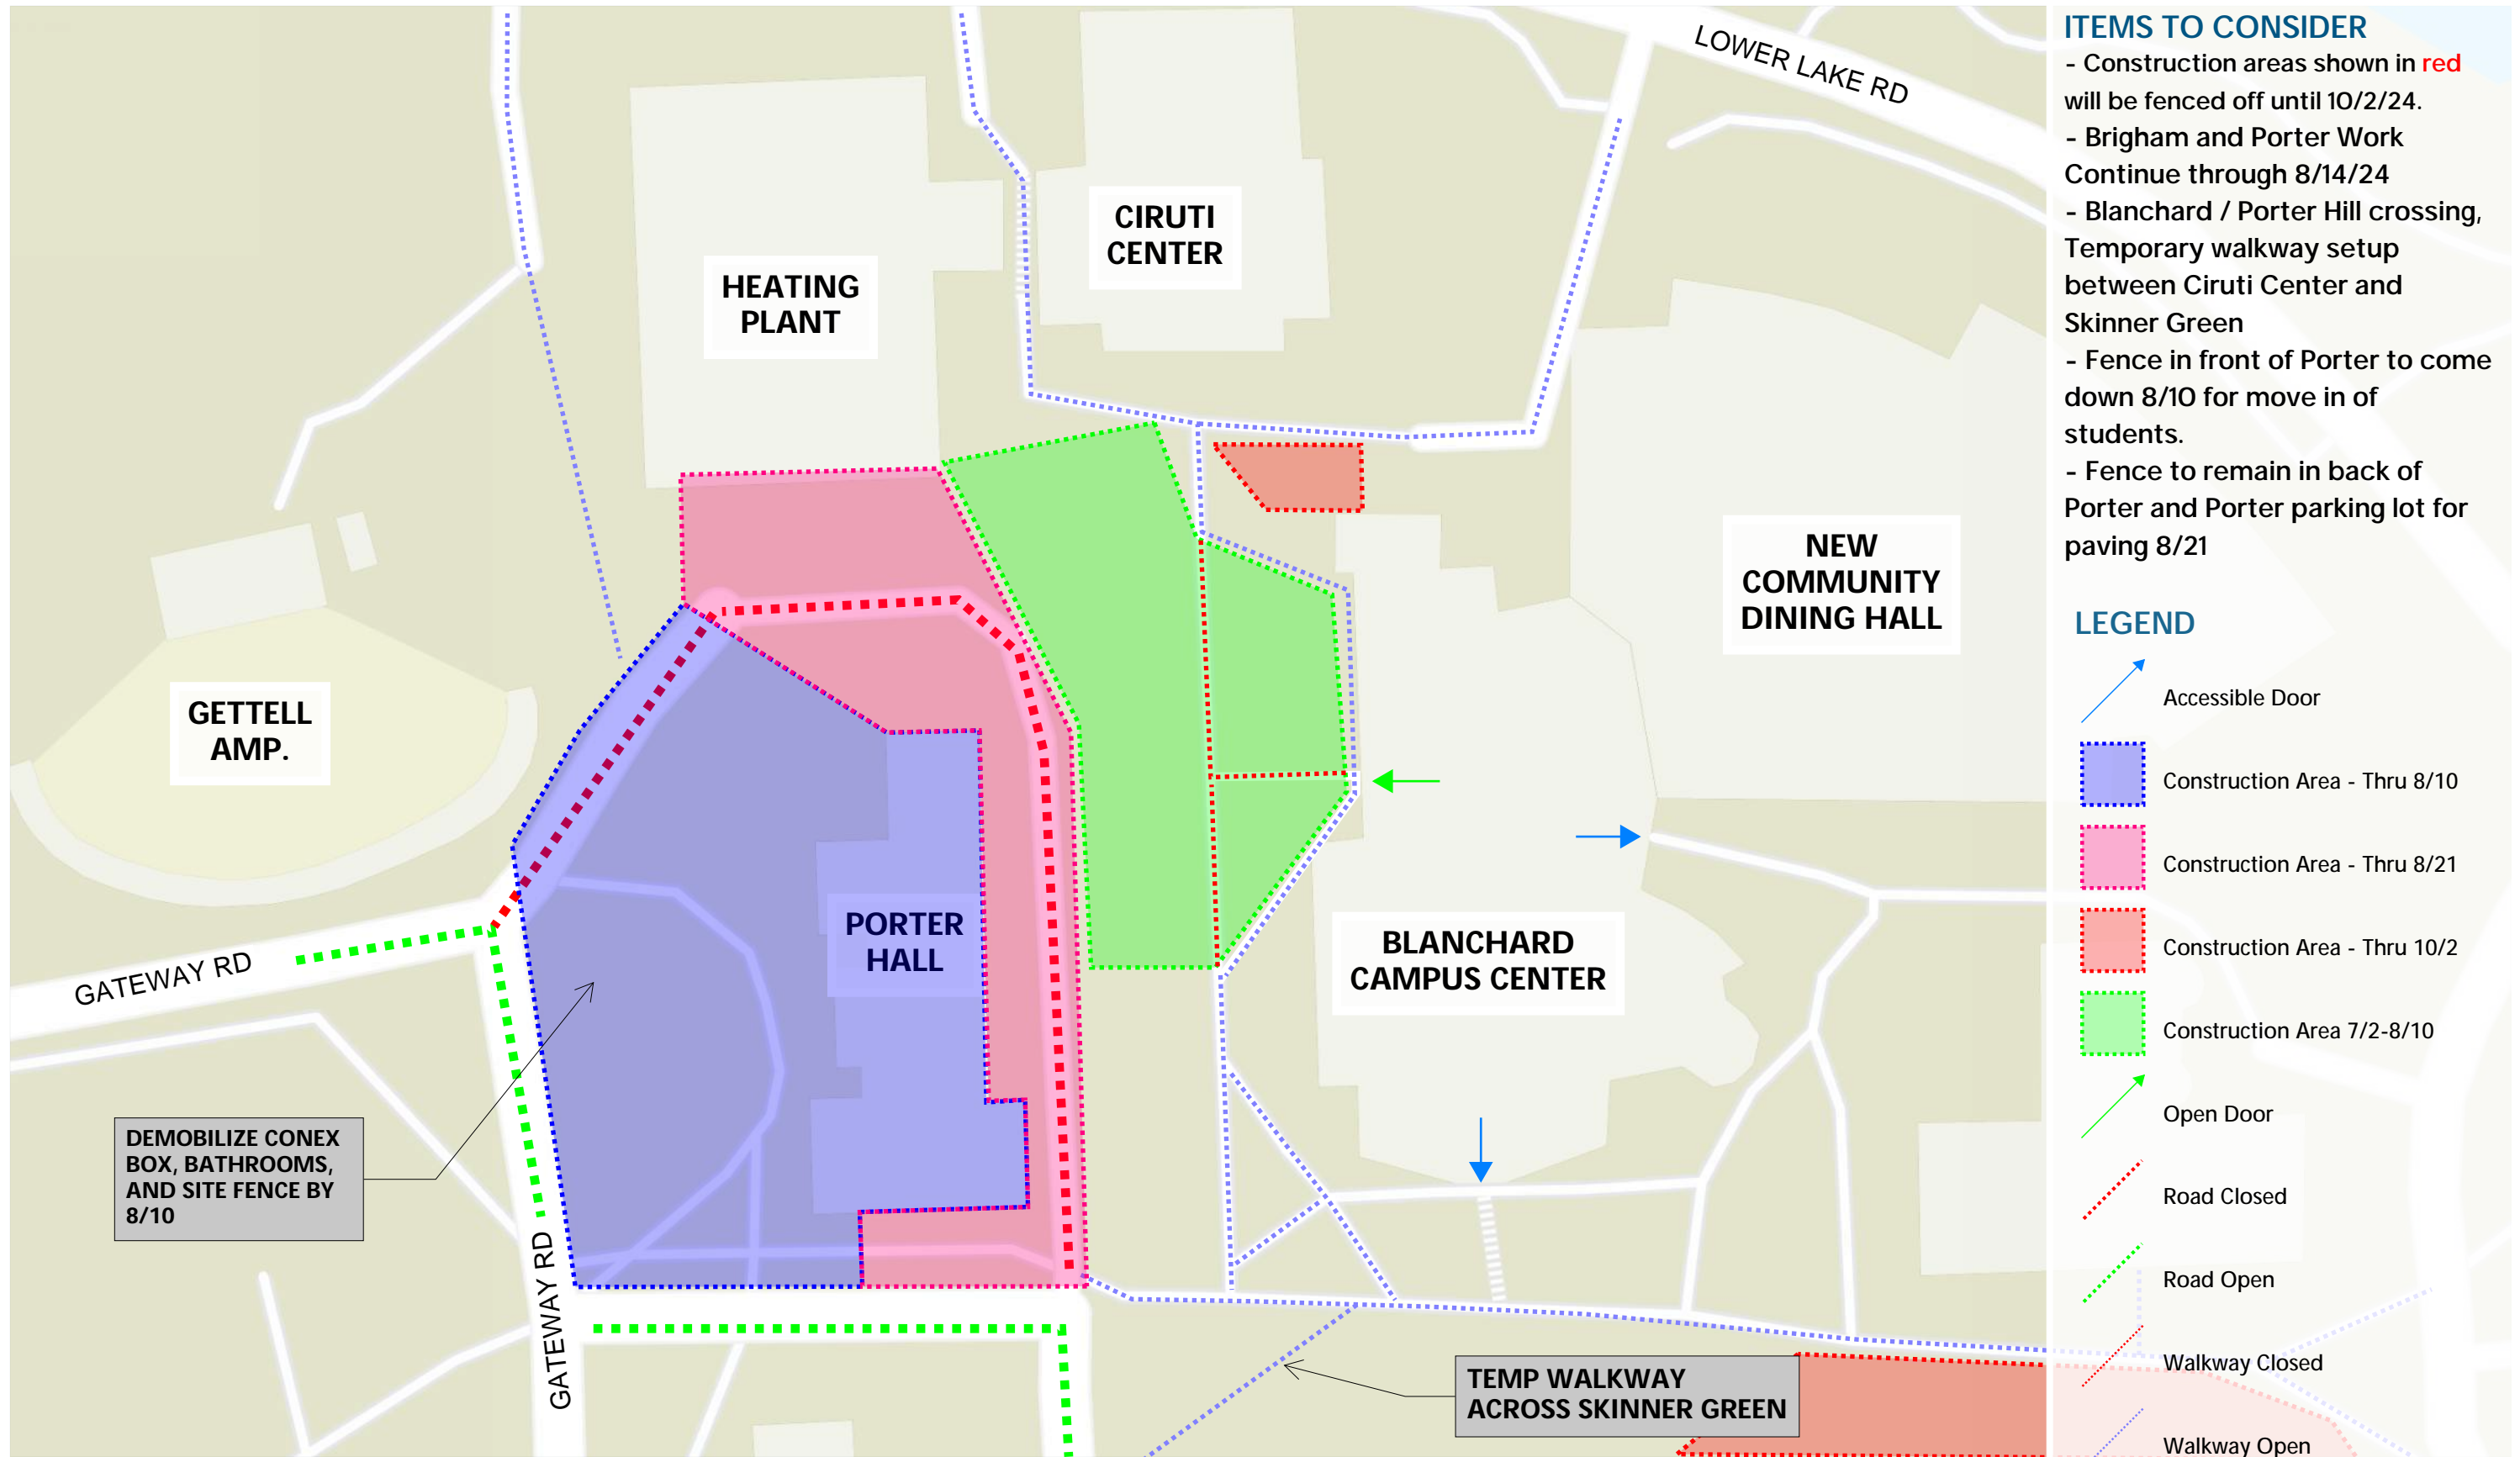 LOWER LAKE RD
CIRUTI
CENTER
HEATING
PLANT
NEW
COMMUNITY
DINING HALL
GETTELL
AMP.
PORTER
HALL
BLANCHARD
CAMPUS CENTER
GATEWAY RD
DEMOBILIZE CONEX
BOX, BATHROOMS,
AND SITE FENCE BY
8/10
GATEWAY RD
TEMP WALKWAY
ACROSS SKINNER GREEN
ITEMS TO CONSIDER
- Construction areas shown in red
will be fenced off until 10/2/24.
- Brigham and Porter Work
Continue through 8/14/24
- Blanchard / Porter Hill crossing,
Temporary walkway setup
between Ciruti Center and
Skinner Green
- Fence in front of Porter to come
down 8/10 for move in of
students.
- Fence to remain in back of
Porter and Porter parking lot for
paving 8/21
LEGEND
Accessible Door
Construction Area - Thru 8/10
Construction Area - Thru 8/21
Construction Area - Thru 10/2
Construction Area 7/2-8/10
Open Door
Road Closed
Road Open
Walkway Closed
Walkway Open